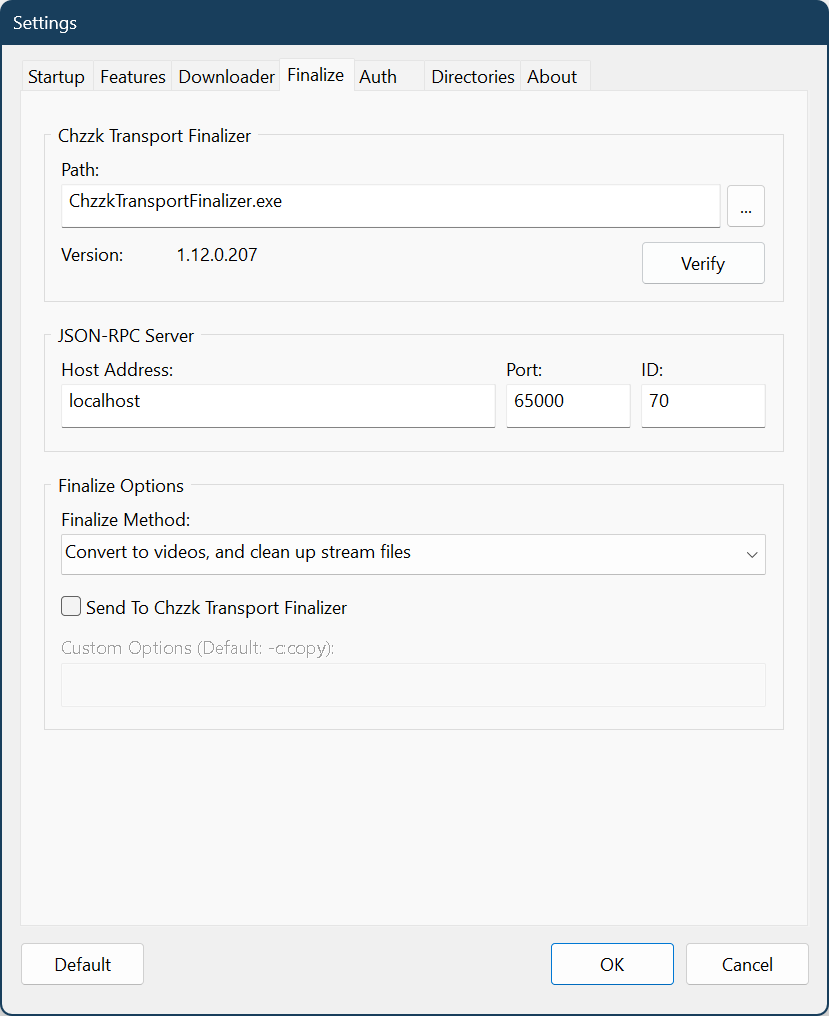 Settings
Startup Features Downloader Finalize Auth Directories About
Chzzk Transport Finalizer
Path:
ChzzkTransportFinalizer.exe
...
Version: 1.12.0.207
Verify
JSON-RPC Server
Host Address: Port: ID:
localhost 65000 70
Finalize Options
Finalize Method:
Convert to videos, and clean up stream files
Send To Chzzk Transport Finalizer
Custom Options (Default: -c:copy):
Default OK Cancel